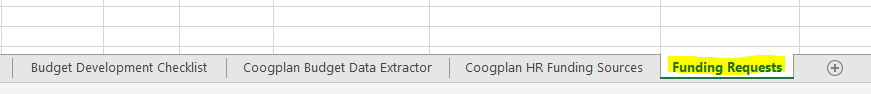 Budget Development Checklist Coogplan Budget Data Extractor Coogplan HR Funding Sources Funding Requests